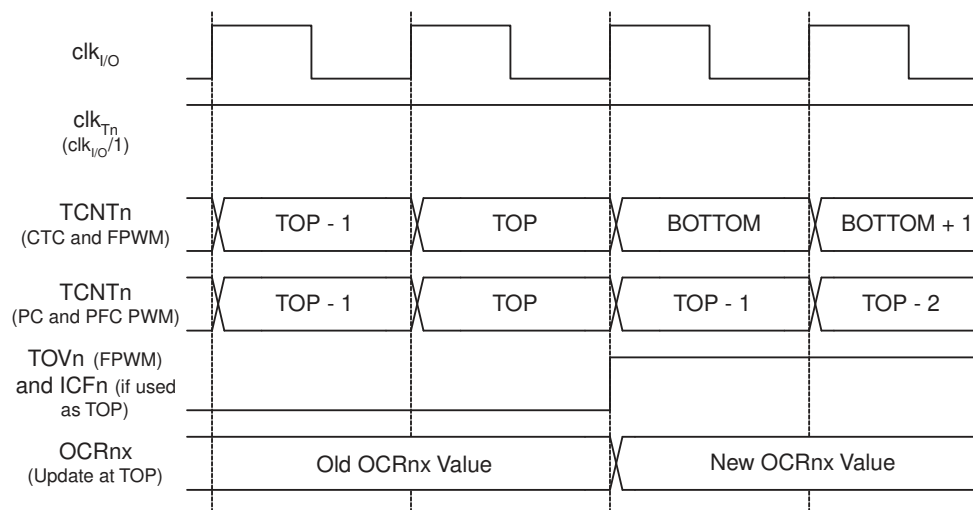 clkI/O
clkTn
(clkI/O/1)
TCNTn
(CTC and FPWM)
TOP - 1
TOP
BOTTOM
BOTTOM + 1
TCNTn
(PC and PFC PWM)
TOP - 1
TOP
TOP - 1
TOP - 2
TOVn (FPWM)
and ICFn (if used
as TOP)
OCRnx
(Update at TOP)
Old OCRnx Value
New OCRnx Value